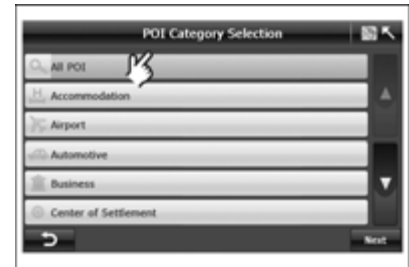 POI Category Selection
All POI
Accommodation
Airport
Automotive
Business
Center of Settlement
Next